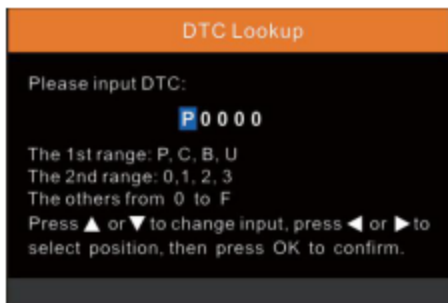 DTC Lookup
Please input DTC:
P0000
The 1st range: P, C, B, U
The 2nd range: 0,1, 2, 3
The others from 0 to F
Press ▲ or ▼ to change input, press ◀ or ▶ to
select position, then press OK to confirm.